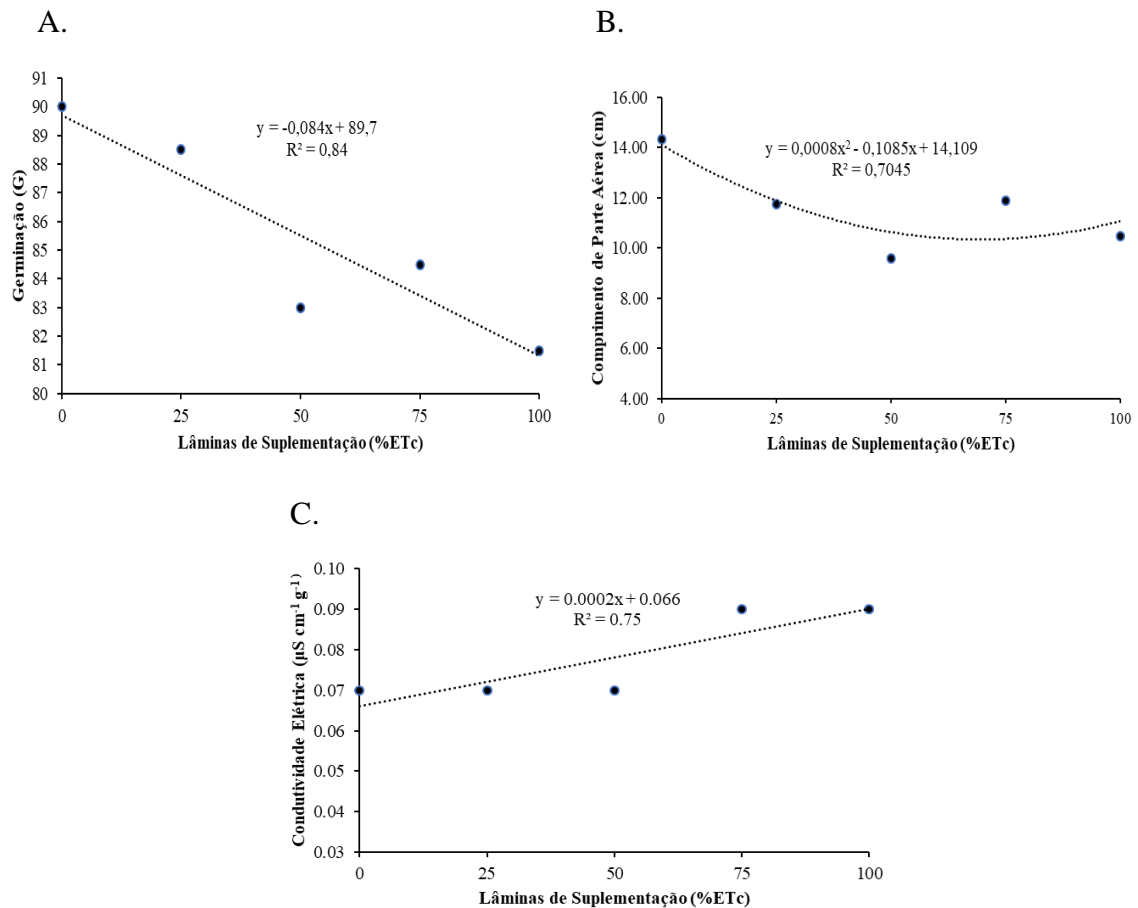 A.
91
90
89
88
87
86
85
84
83
82
81
80
Germinação (G)
y = -0,084x + 89,7
R² = 0,84
0 25 50 75 100
Lâminas de Suplementação (%ETc)
B.
16.00
14.00
12.00
10.00
8.00
6.00
4.00
Comprimento de Parte Aérea (cm)
y = 0,0008x² - 0,1085x + 14,109
R² = 0,7045
0 25 50 75 100
Lâminas de Suplementação (%ETc)
C.
0.10
0.09
0.08
0.07
0.06
0.05
0.04
0.03
Condutividade Elétrica (µS cm⁻¹ g⁻¹)
y = 0.0002x + 0.066
R² = 0.75
0 25 50 75 100
Lâminas de Suplementação (%ETc)